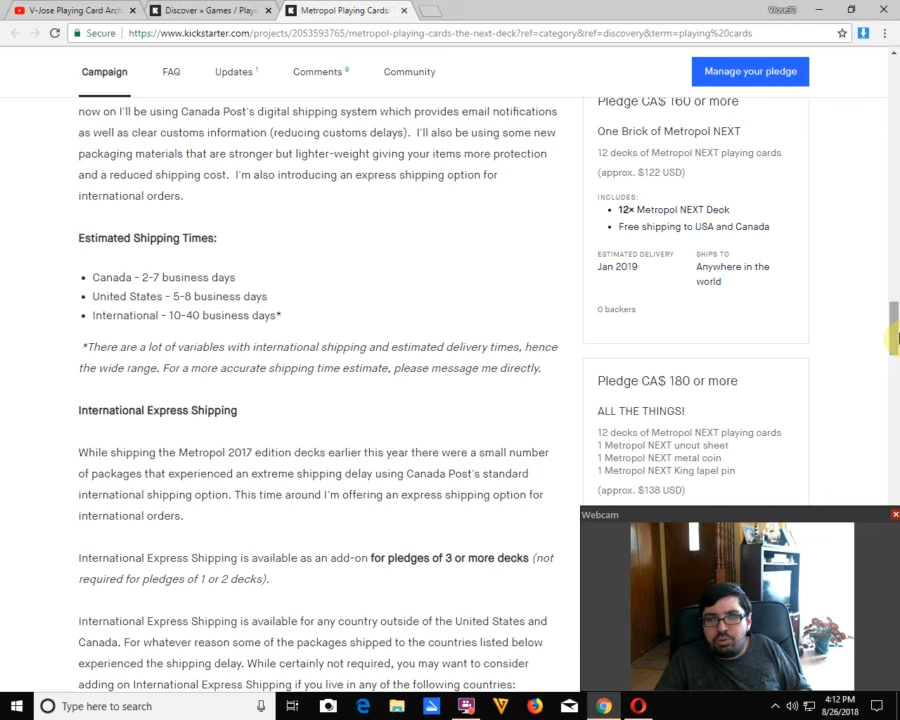 V-Jose Playing Card Arch
Discover » Games / Play
Metropol Playing Cards:
Vlose32
Secure
https://www.kickstarter.com/projects/2053593765/metropol-playing-cards-the-next-deck?ref=category&ref=discovery&term=playing%20cards
Campaign
FAQ
Updates 1
Comments 9
Community
Manage your pledge
now on I'll be using Canada Post's digital shipping system which provides email notifications
as well as clear customs information (reducing customs delays). I'll also be using some new
packaging materials that are stronger but lighter-weight giving your items more protection
and a reduced shipping cost. I'm also introducing an express shipping option for
international orders.
Estimated Shipping Times:
• Canada - 2-7 business days
• United States - 5-8 business days
• International - 10-40 business days*
*There are a lot of variables with international shipping and estimated delivery times, hence
the wide range. For a more accurate shipping time estimate, please message me directly.
International Express Shipping
While shipping the Metropol 2017 edition decks earlier this year there were a small number
of packages that experienced an extreme shipping delay using Canada Post's standard
international shipping option. This time around I'm offering an express shipping option for
international orders.
International Express Shipping is available as an add-on for pledges of 3 or more decks (not
required for pledges of 1 or 2 decks).
International Express Shipping is available for any country outside of the United States and
Canada. For whatever reason some of the packages shipped to the countries listed below
experienced the shipping delay. While certainly not required, you may want to consider
adding on International Express Shipping if you live in any of the following countries:
Pledge CA$ 160 or more
One Brick of Metropol NEXT
12 decks of Metropol NEXT playing cards
(approx. $122 USD)
INCLUDES:
• 12× Metropol NEXT Deck
• Free shipping to USA and Canada
ESTIMATED DELIVERY
Jan 2019
SHIPS TO
Anywhere in the
world
0 backers
Pledge CA$ 180 or more
ALL THE THINGS!
12 decks of Metropol NEXT playing cards
1 Metropol NEXT uncut sheet
1 Metropol NEXT metal coin
1 Metropol NEXT King lapel pin
(approx. $138 USD)
Webcam
Type here to search
4:12 PM
8/26/2018